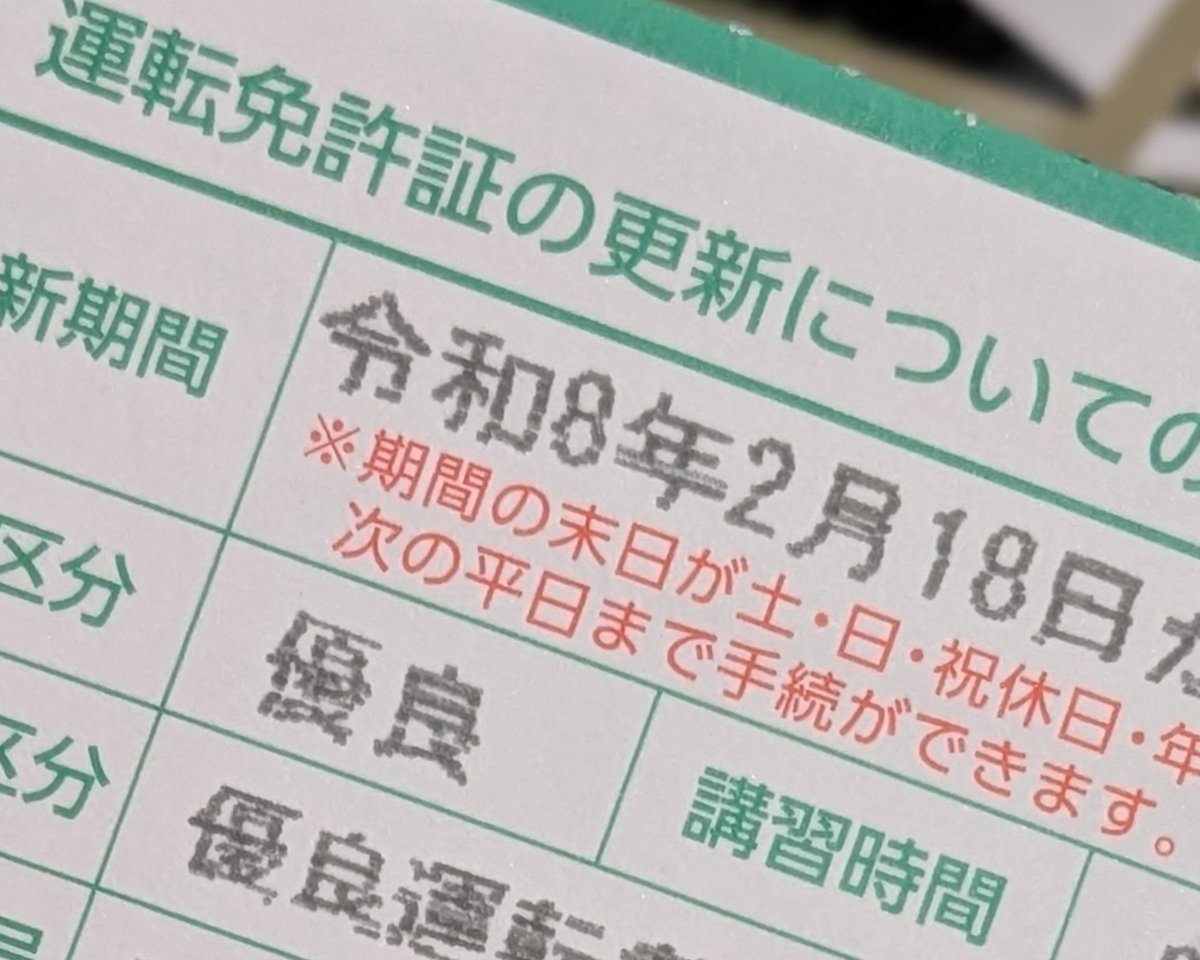 運転免許証の更新についての
新期間
令和8年2月18日か
※期間の末日が土・日・祝休日・年
次の平日まで手続ができます。
区分
優良
講習時間
区分
優良運転